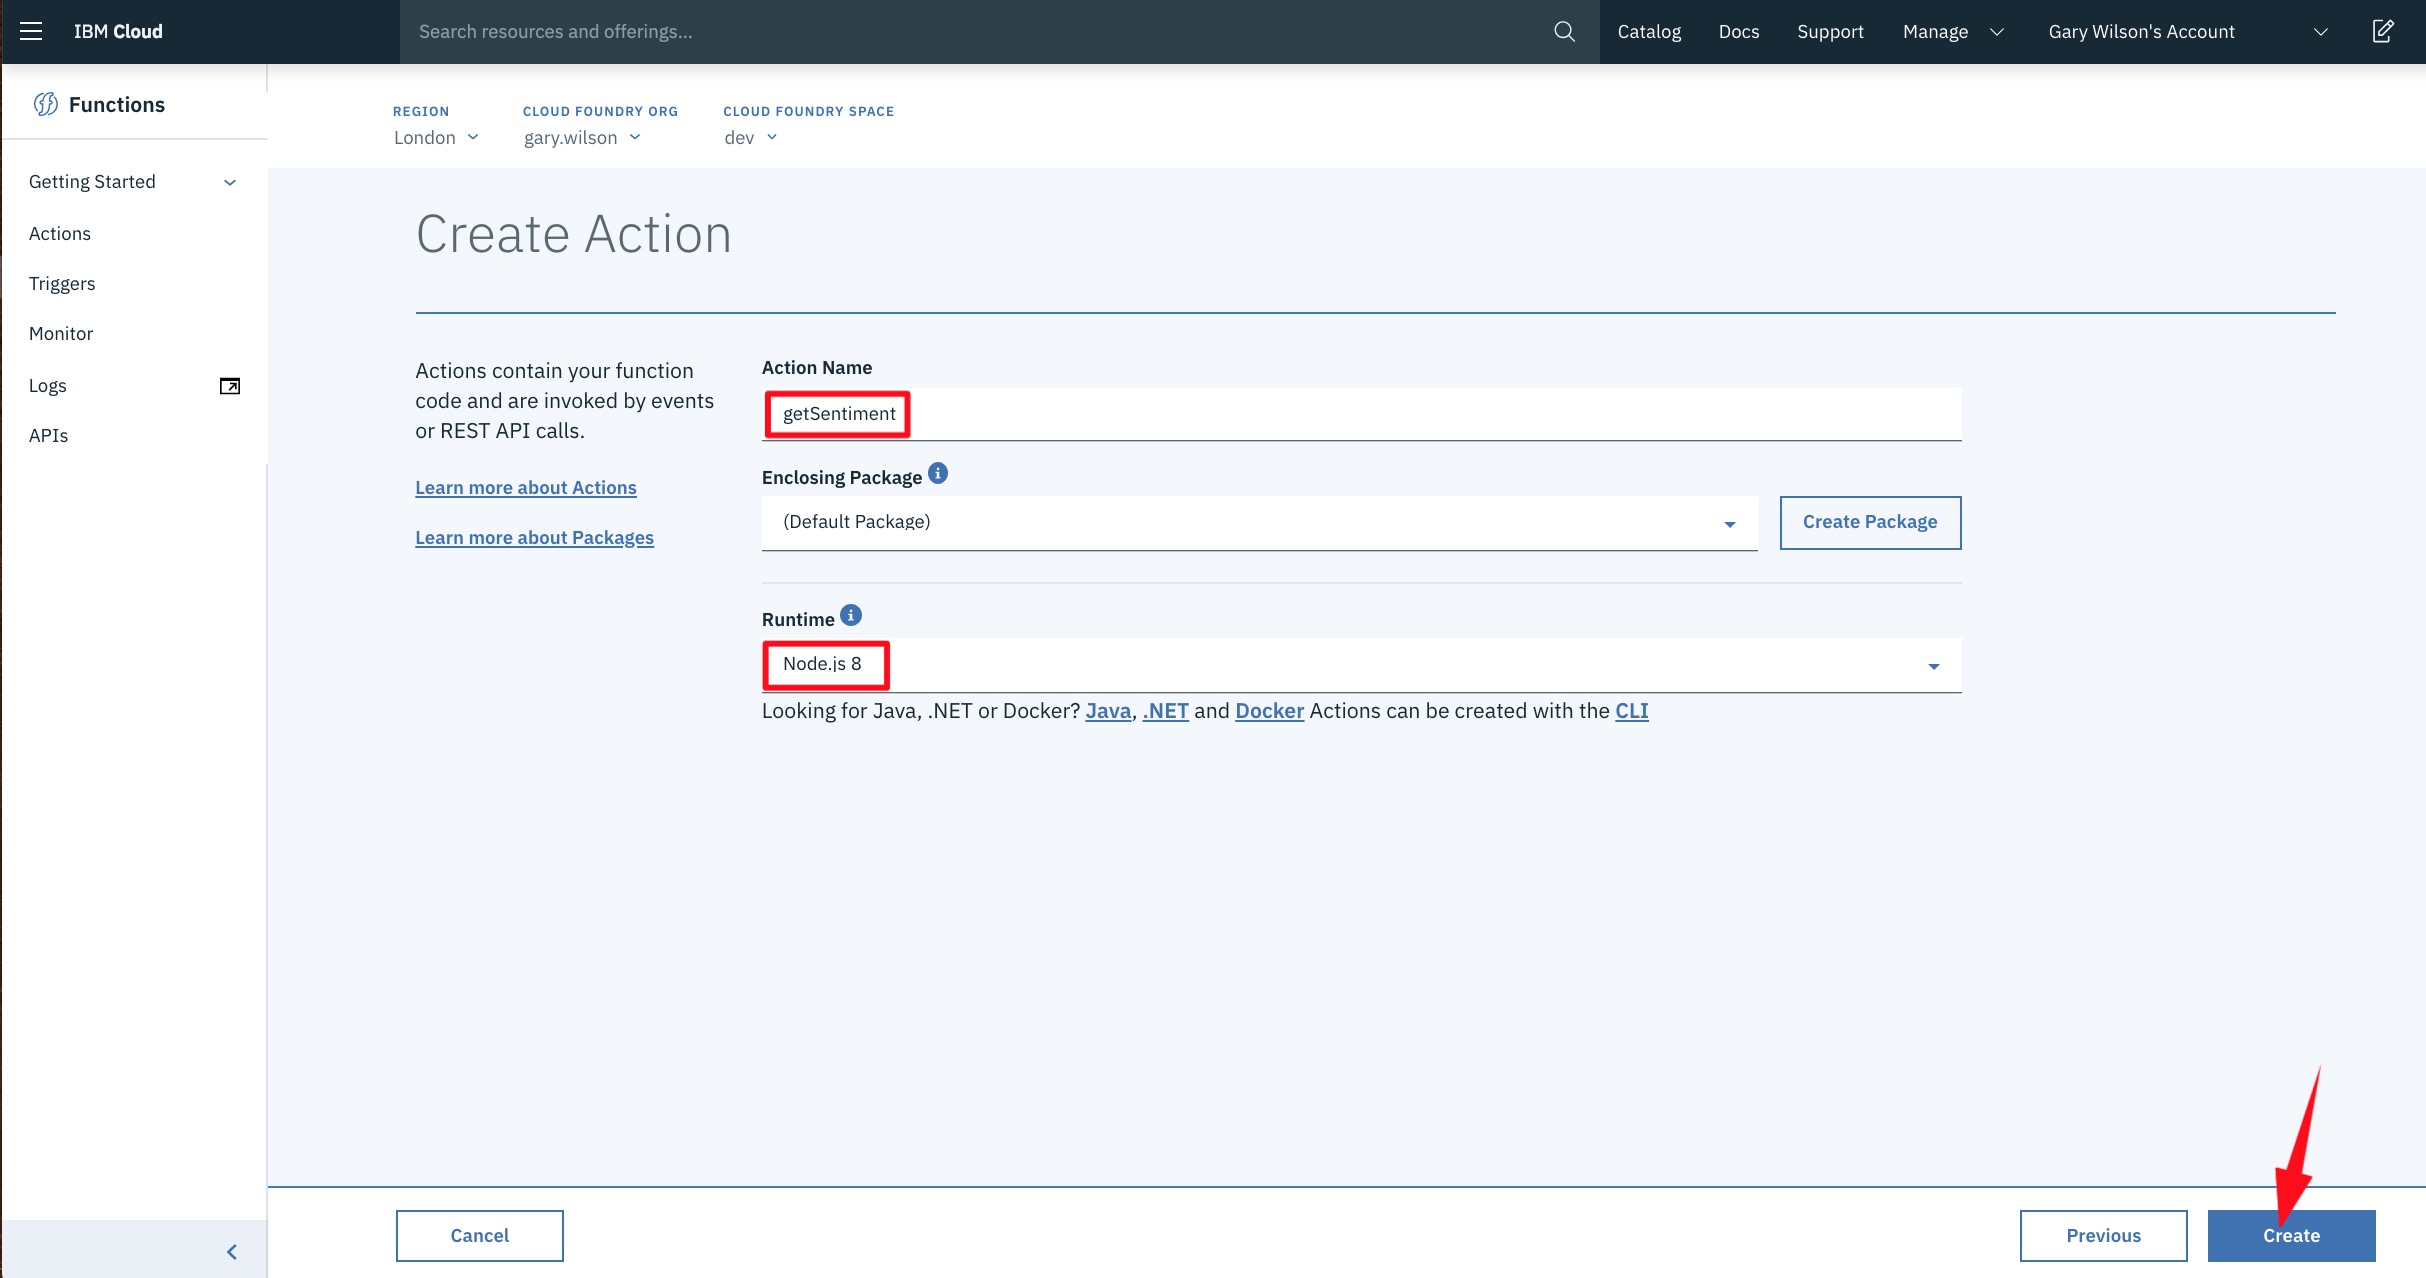 IBM Cloud
Search resources and offerings...
Catalog
Docs
Support
Manage
Gary Wilson's Account
Functions
Getting Started
Actions
Triggers
Monitor
Logs
APIs
REGION
London
CLOUD FOUNDRY ORG
gary.wilson
CLOUD FOUNDRY SPACE
dev
Create Action
Actions contain your function
code and are invoked by events
or REST API calls.
Learn more about Actions
Learn more about Packages
Action Name
getSentiment
Enclosing Package
(Default Package)
Create Package
Runtime
Node.js 8
Looking for Java, .NET or Docker? Java, .NET and Docker Actions can be created with the CLI
Cancel
Previous
Create